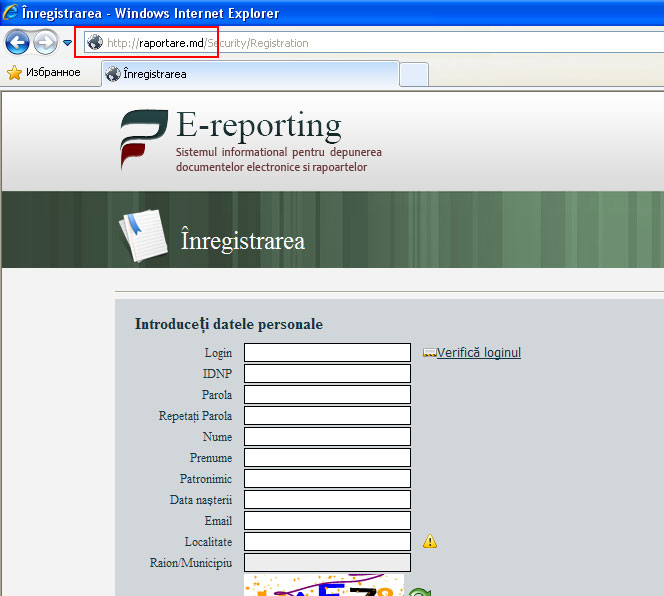 Înregistrarea - Windows Internet Explorer
http://raportare.md/Security/Registration
Избранное
Înregistrarea
E-reporting
Sistemul informational pentru depunerea
documentelor electronice si rapoartelor
Înregistrarea
Introduceți datele personale
Login
Verifică loginul
IDNP
Parola
Repetați Parola
Nume
Prenume
Patronimic
Data nașterii
Email
Localitate
Raion/Municipiu